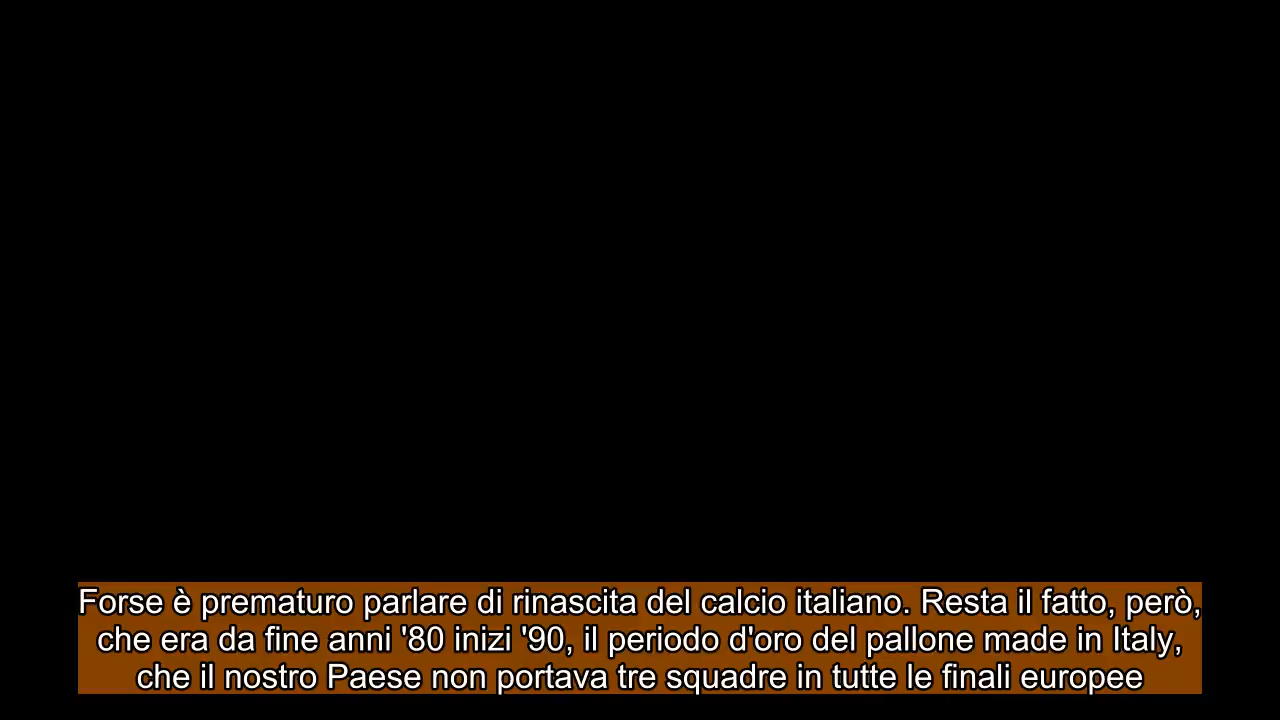 Forse è prematuro parlare di rinascita del calcio italiano. Resta il fatto, però,
che era da fine anni '80 inizi '90, il periodo d'oro del pallone made in Italy,
che il nostro Paese non portava tre squadre in tutte le finali europee